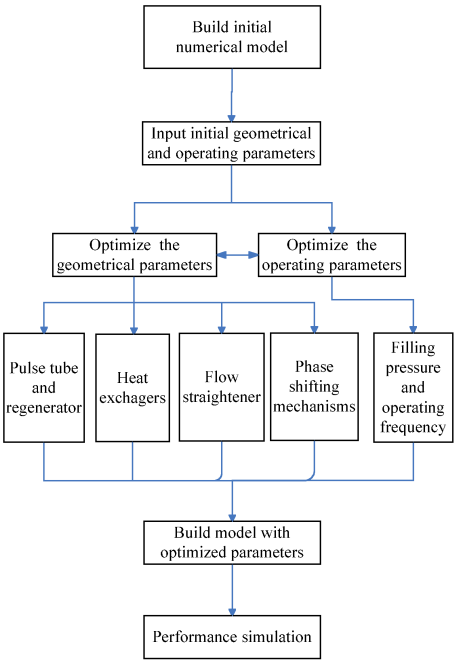 Build initial
numerical model
Input initial geometrical
and operating parameters
Optimize the
geometrical parameters
Optimize the
operating parameters
Pulse tube
and
regenerator
Heat
exchagers
Flow
straightener
Phase
shifting
mechanisms
Filling
pressure
and
operating
frequency
Build model with
optimized parameters
Performance simulation